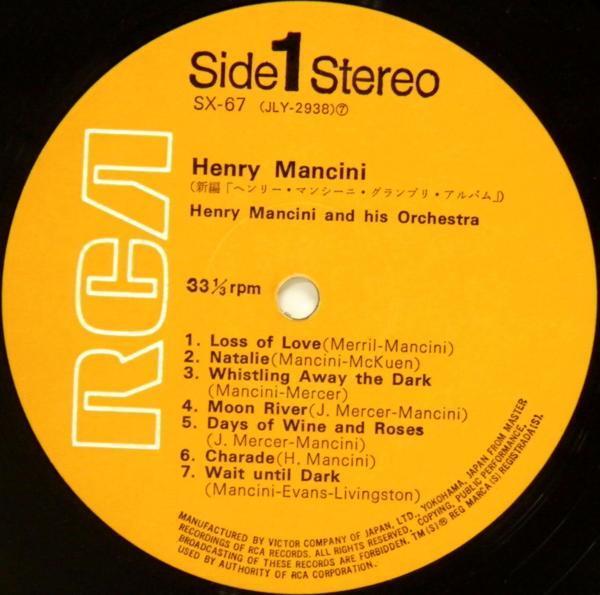 Side 1 Stereo
SX-67 (JLY-2938)⑦
RCA
Henry Mancini
(新編「ヘンリー・マンシーニ・グランプリ・アルバム」)
Henry Mancini and his Orchestra
33⅓ rpm
1. Loss of Love (Merril-Mancini)
2. Natalie (Mancini-McKuen)
3. Whistling Away the Dark
(Mancini-Mercer)
4. Moon River (J. Mercer-Mancini)
5. Days of Wine and Roses
(J. Mercer-Mancini)
6. Charade (H. Mancini)
7. Wait until Dark
(Mancini-Evans-Livingston)
MANUFACTURED BY VICTOR COMPANY OF JAPAN, LTD., YOKOHAMA, JAPAN FROM MASTER
RECORDINGS OF RCA RECORDS. ALL RIGHTS RESERVED. COPYING, PUBLIC PERFORMANCE,
BROADCASTING OF THESE RECORDS ARE FORBIDDEN. TM(S)® REG MARCA(S) REGISTRADA(S).
USED BY AUTHORITY OF RCA CORPORATION.